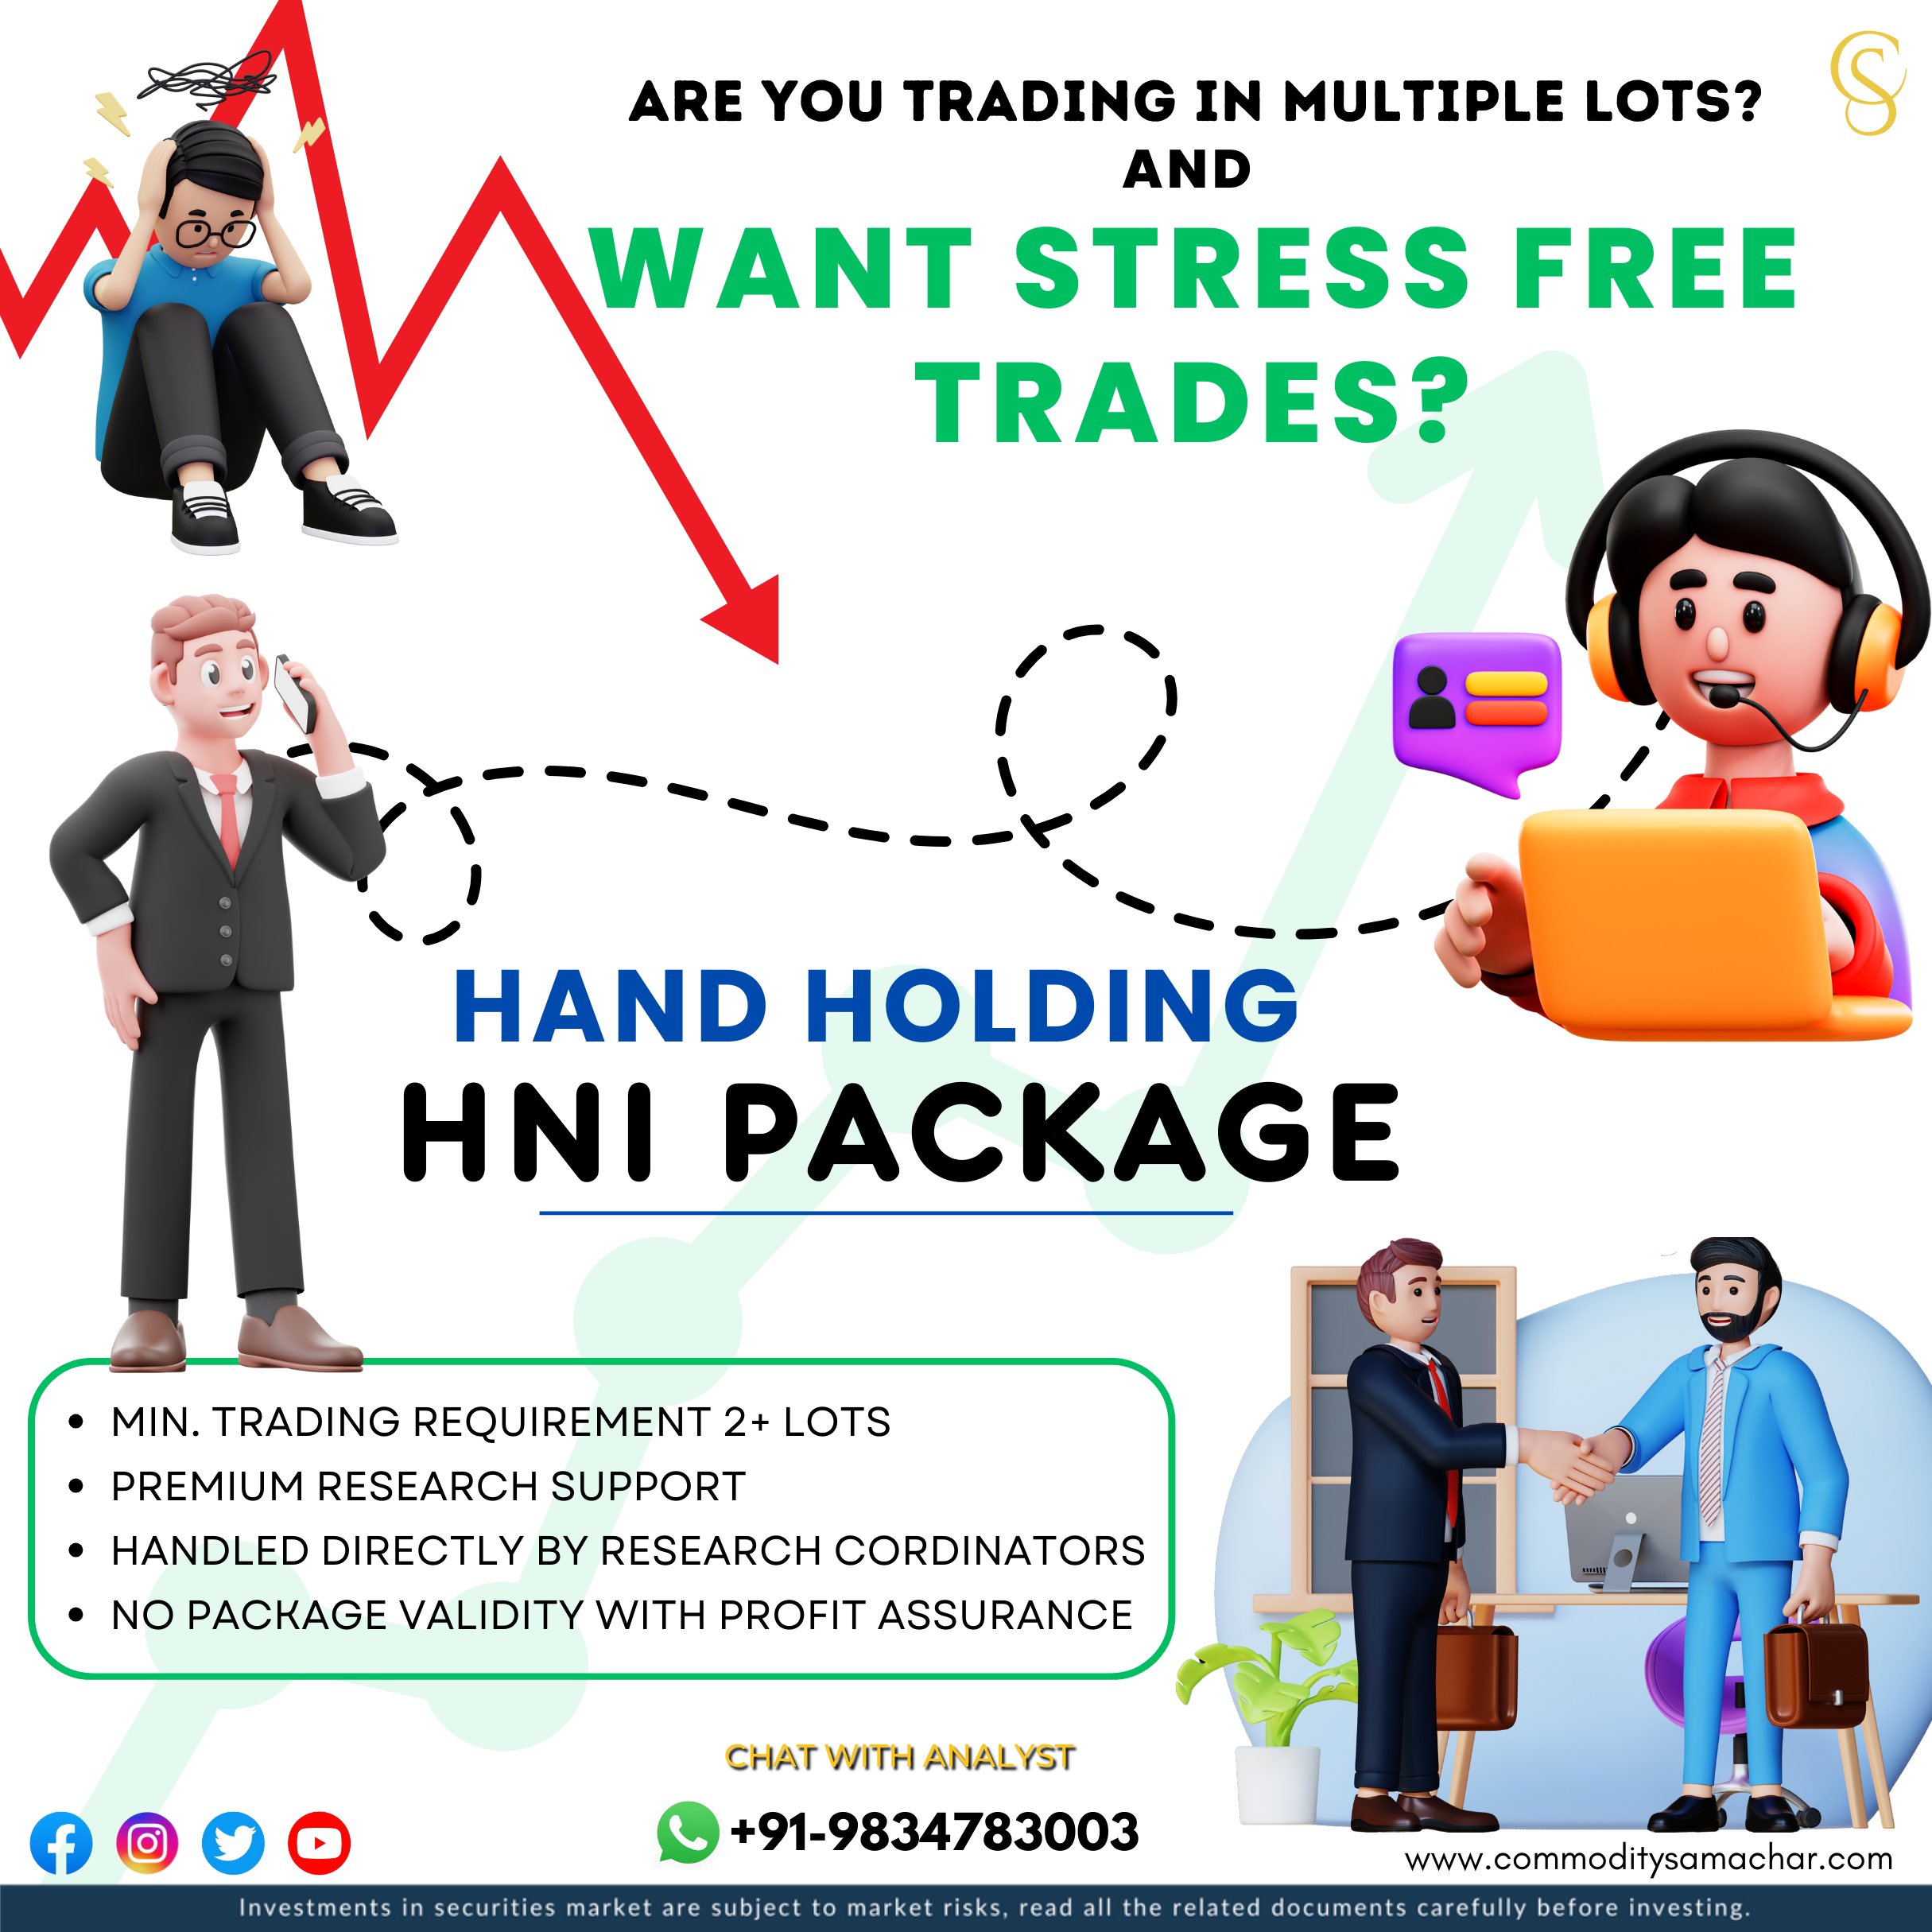 ARE YOU TRADING IN MULTIPLE LOTS?
AND
WANT STRESS FREE
TRADES?
HAND HOLDING
HNI PACKAGE
• MIN. TRADING REQUIREMENT 2+ LOTS
• PREMIUM RESEARCH SUPPORT
• HANDLED DIRECTLY BY RESEARCH CORDINATORS
• NO PACKAGE VALIDITY WITH PROFIT ASSURANCE
CHAT WITH ANALYST
+91-9834783003
www.commoditysamachar.com
Investments in securities market are subject to market risks, read all the related documents carefully before investing.